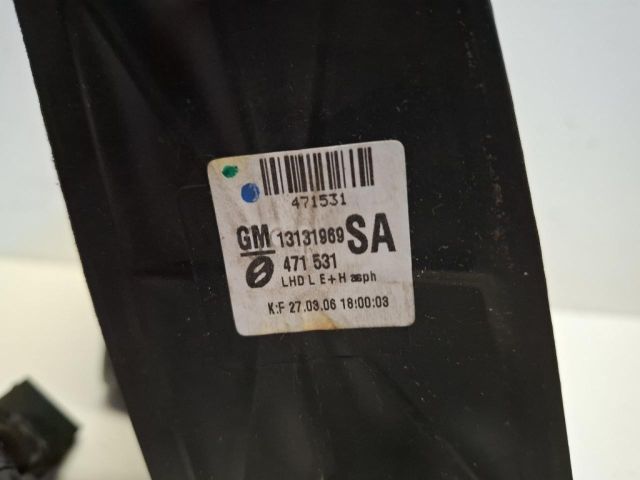 471531
GM 13131969 SA
471 531
LHD L E+H asph
K:F 27.03.06 18:00:03